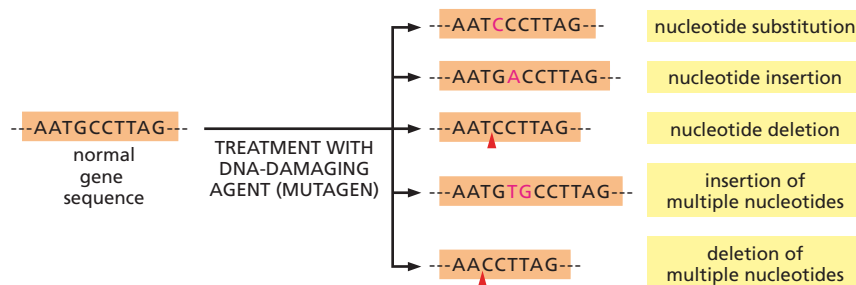 ---AATCCCTTAG---
nucleotide substitution
---AATGACCTTAG---
nucleotide insertion
---AATGCCTTAG---
normal
gene
sequence
TREATMENT WITH
DNA-DAMAGING
AGENT (MUTAGEN)
---AATCCTTAG---
nucleotide deletion
---AATGTGCCTTAG---
insertion of
multiple nucleotides
---AACCTTAG---
deletion of
multiple nucleotides